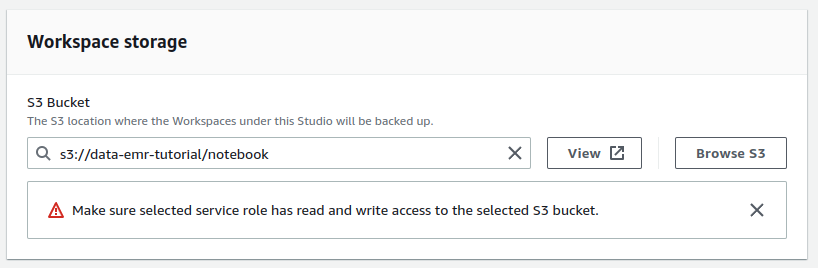 Workspace storage
S3 Bucket
The S3 location where the Workspaces under this Studio will be backed up.
s3://data-emr-tutorial/notebook
View
Browse S3
Make sure selected service role has read and write access to the selected S3 bucket.